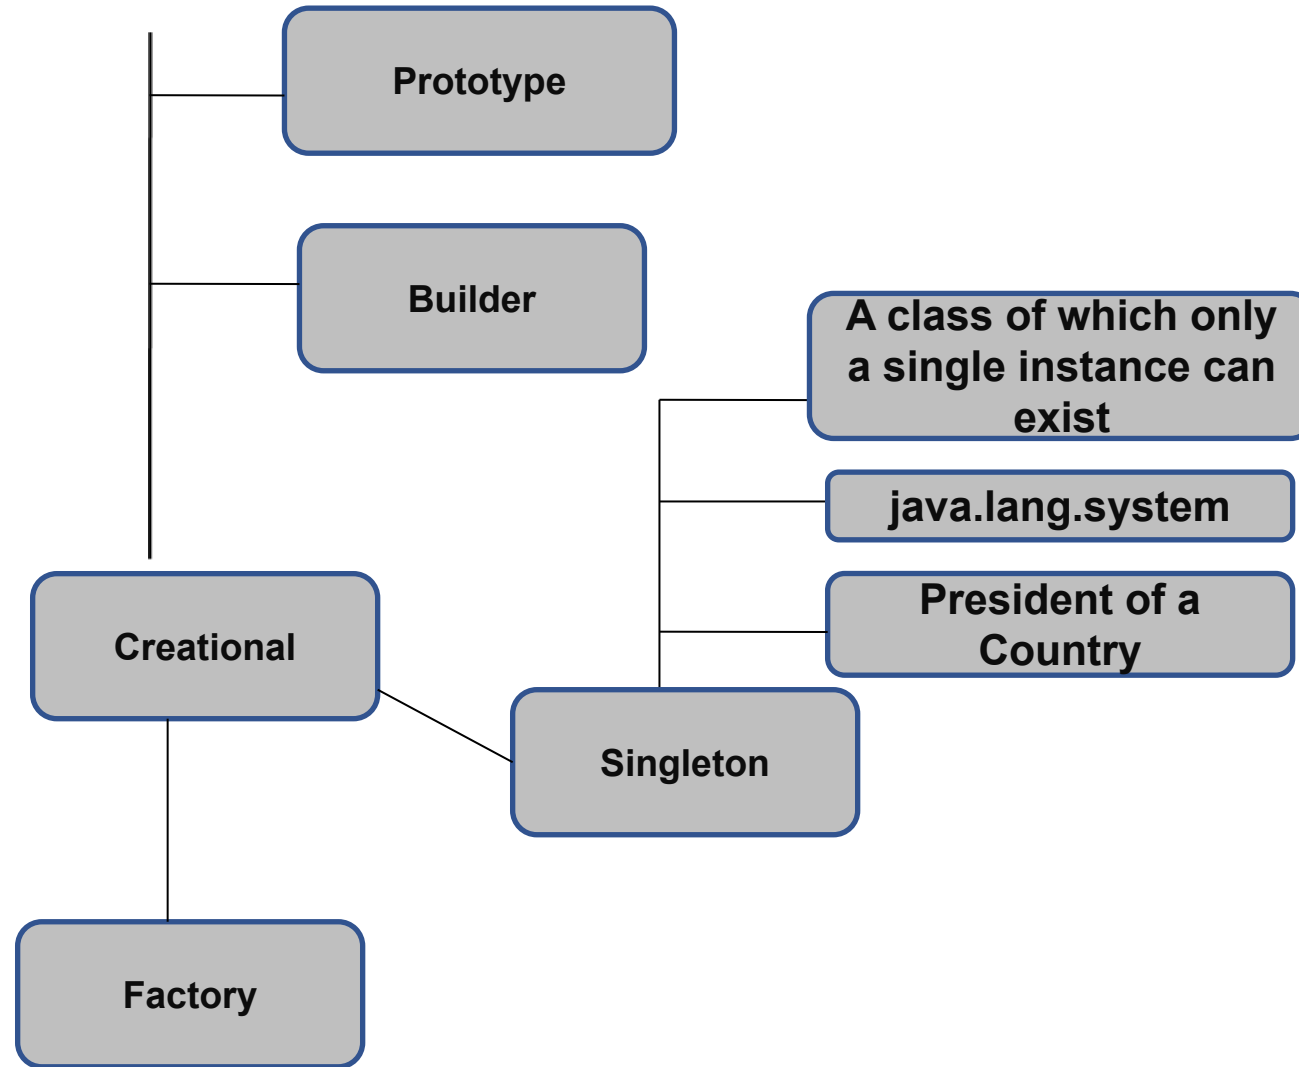 Prototype
Builder
A class of which only
a single instance can
exist
java.lang.system
President of a
Country
Creational
Singleton
Factory